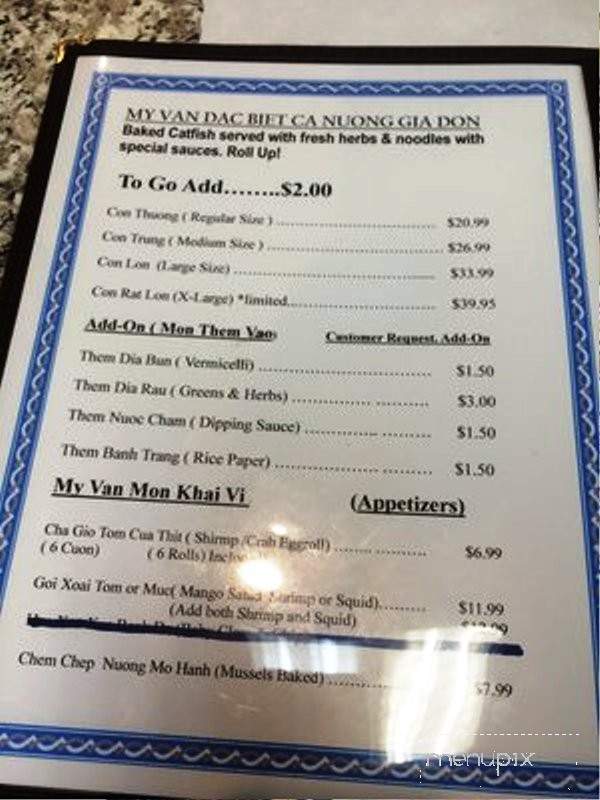 MY VAN DAC BIET CA NUONG GIA DON
Baked Catfish served with fresh herbs & noodles with
special sauces. Roll Up!
To Go Add........$2.00
Con Thuong ( Regular Size ) ........ $20.99
Con Trung ( Medium Size ) ........ $26.99
Con Lon (Large Size) ........ $33.99
Con Rat Lon (X-Large) *limited........ $39.95
Add-On ( Mon Them Vao) Customer Request. Add-On
Them Dia Bun ( Vermicelli) ........ $1.50
Them Dia Rau ( Greens & Herbs) ........ $3.00
Them Nuoc Cham ( Dipping Sauce) ........ $1.50
Them Banh Trang ( Rice Paper) ........ $1.50
My Van Mon Khai Vi (Appetizers)
Cha Gio Tom Cua Thit ( Shirmp /Crab Eggroll) ........ $6.99
( 6 Cuon) ( 6 Rolls)
Goi Xoai Tom or Muc( Mango Salad Shrimp or Squid)........ $11.99
(Add both Shrimp and Squid)
Chem Chep Nuong Mo Hanh (Mussels Baked) ........ $7.99
menupix